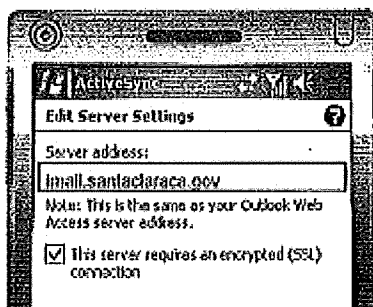 ActiveSync
Edit Server Settings
Server address:
imail.santaclaraca.gov
Note: This is the same as your Outlook Web
Access server address.
This server requires an encrypted (SSL)
connection